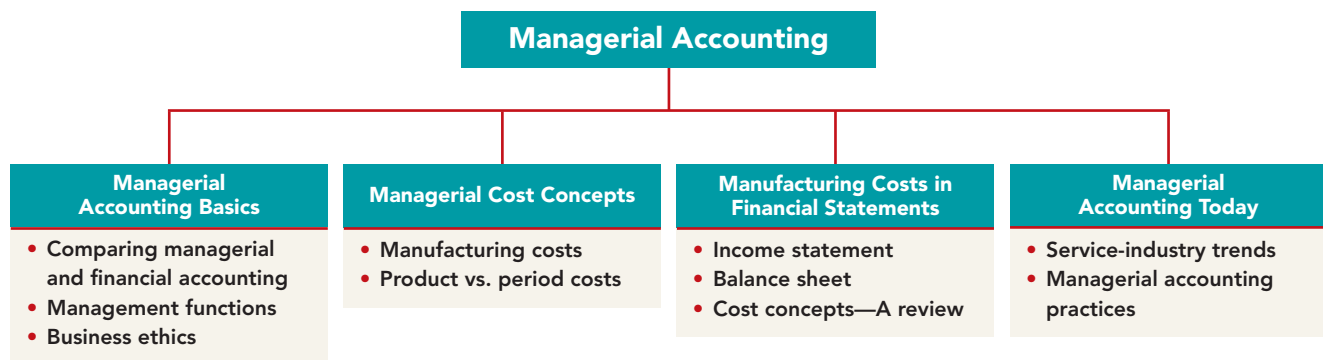 Managerial Accounting
Managerial
Accounting Basics
• Comparing managerial
and financial accounting
• Management functions
• Business ethics
Managerial Cost Concepts
• Manufacturing costs
• Product vs. period costs
Manufacturing Costs in
Financial Statements
• Income statement
• Balance sheet
• Cost concepts—A review
Managerial
Accounting Today
• Service-industry trends
• Managerial accounting
practices